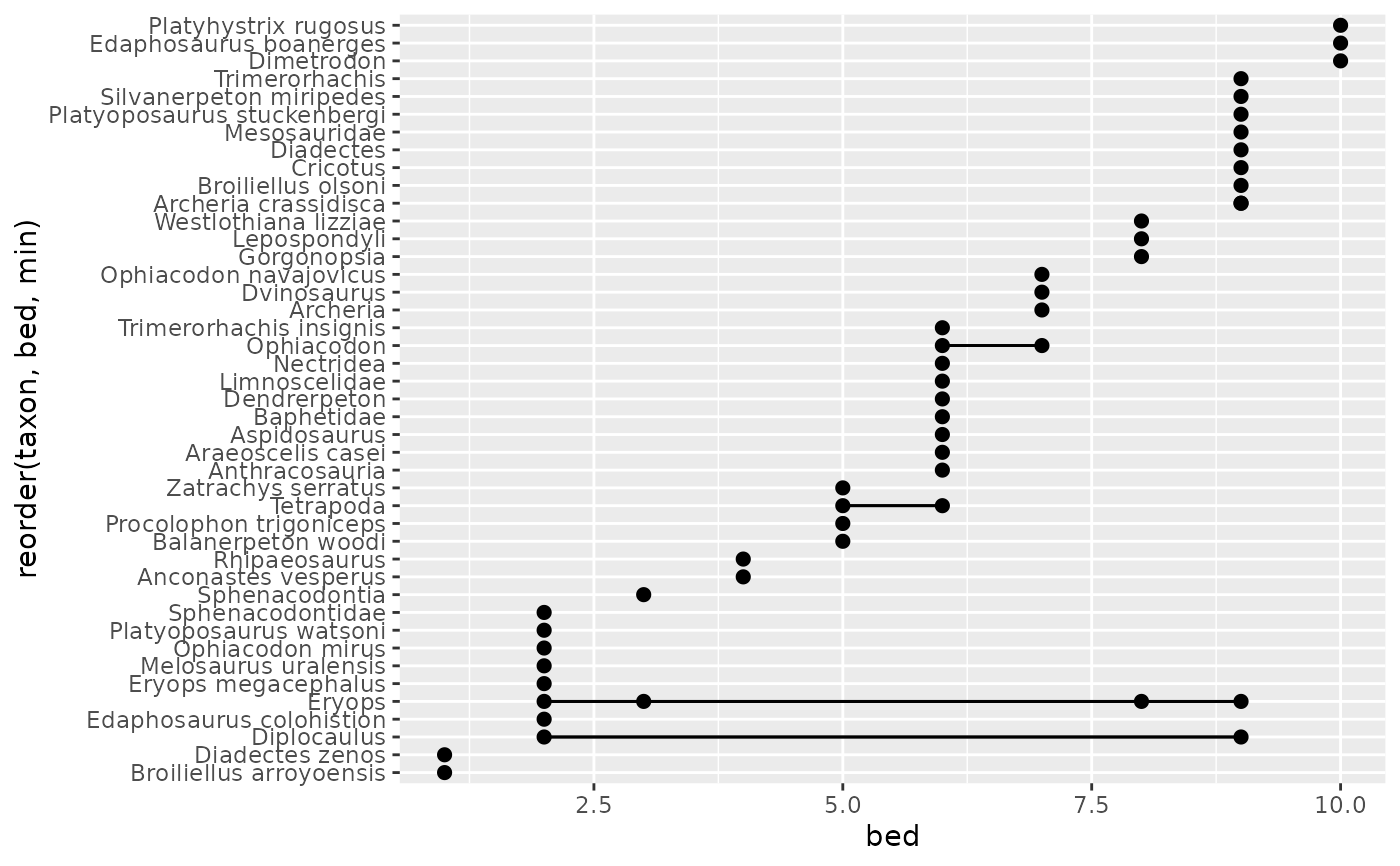 Platyhystrix rugosus
Edaphosaurus boanerges
Dimetrodon
Trimerorhachis
Silvanerpeton miripedes
Platyoposaurus stuckenbergi
Mesosauridae
Diadectes
Cricotus
Broiliellus olsoni
Archeria crassidisca
Westlothiana lizziae
Lepospondyli
Gorgonopsia
Ophiacodon navajovicus
Dvinosaurus
Archeria
Trimerorhachis insignis
Ophiacodon
Nectridea
Limnoscelidae
Dendrerpeton
Baphetidae
Aspidosaurus
Araeoscelis casei
Anthracosauria
Zatrachys serratus
Tetrapoda
Procolophon trigoniceps
Balanerpeton woodi
Rhipaeosaurus
Anconastes vesperus
Sphenacodontia
Sphenacodontidae
Platyoposaurus watsoni
Ophiacodon mirus
Melosaurus uralensis
Eryops megacephalus
Eryops
Edaphosaurus colohistion
Diplocaulus
Diadectes zenos
Broiliellus arroyoensis
reorder(taxon, bed, min)
2.5 5.0 7.5 10.0
bed